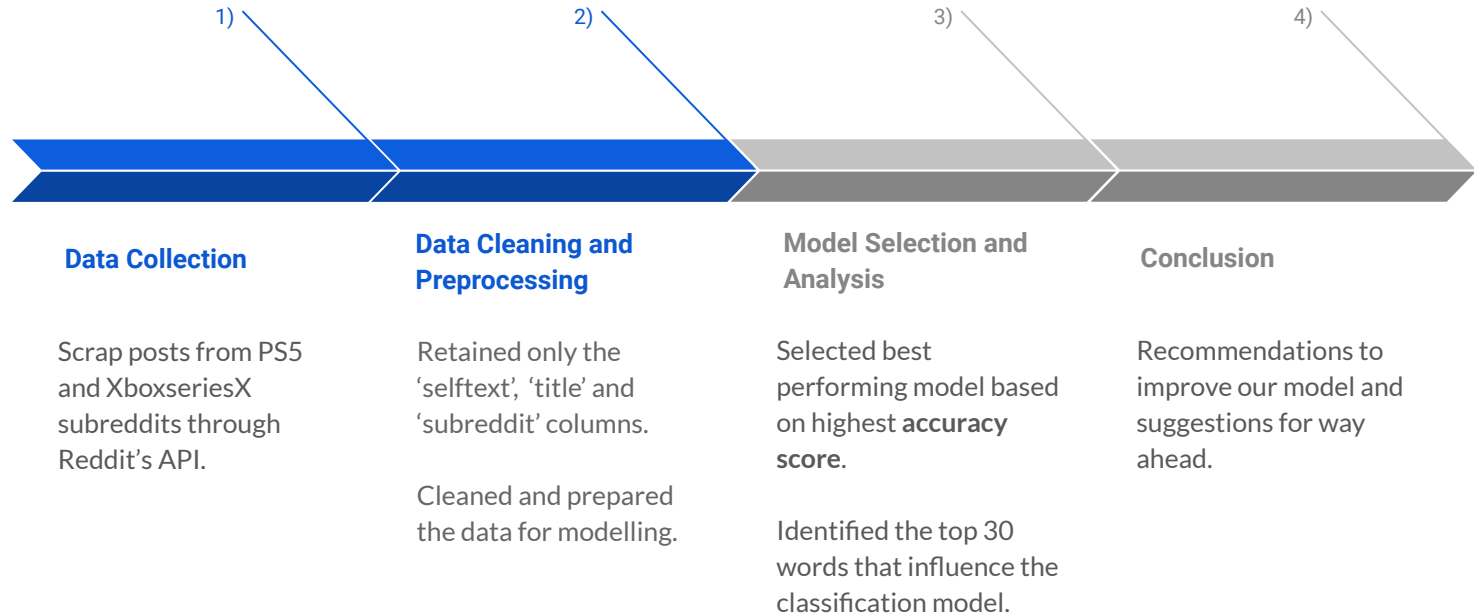 1)
2)
3)
4)
Data Collection
Scrap posts from PS5
and XboxseriesX
subreddits through
Reddit’s API.
Data Cleaning and
Preprocessing
Retained only the
‘selftext’, ‘title’ and
‘subreddit’ columns.
Cleaned and prepared
the data for modelling.
Model Selection and
Analysis
Selected best
performing model based
on highest accuracy
score.
Identified the top 30
words that influence the
classification model.
Conclusion
Recommendations to
improve our model and
suggestions for way
ahead.